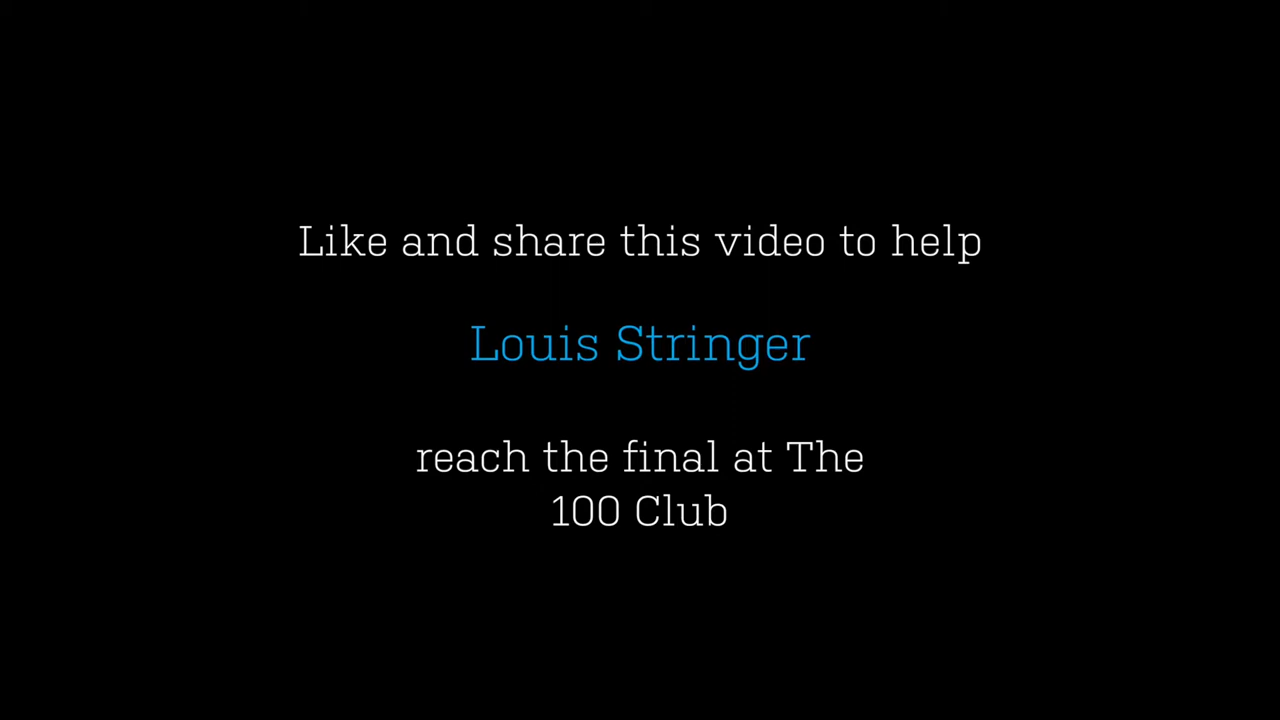 Like and share this video to help
Louis Stringer
reach the final at The
100 Club